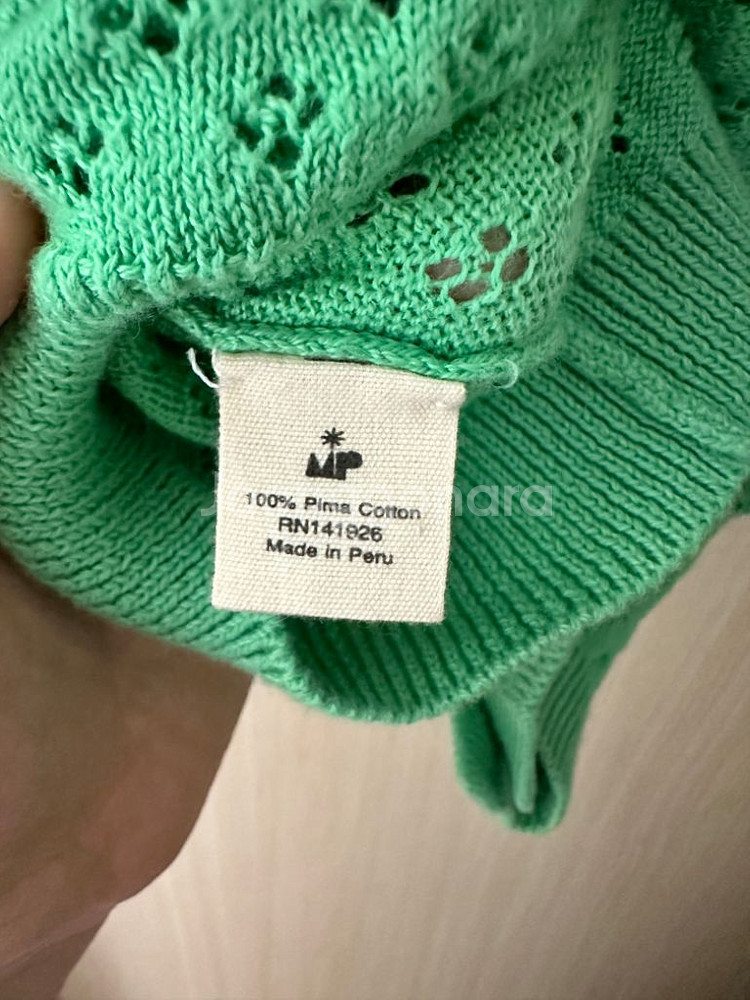 MP
100% Pima Cotton
RN141926
Made in Peru